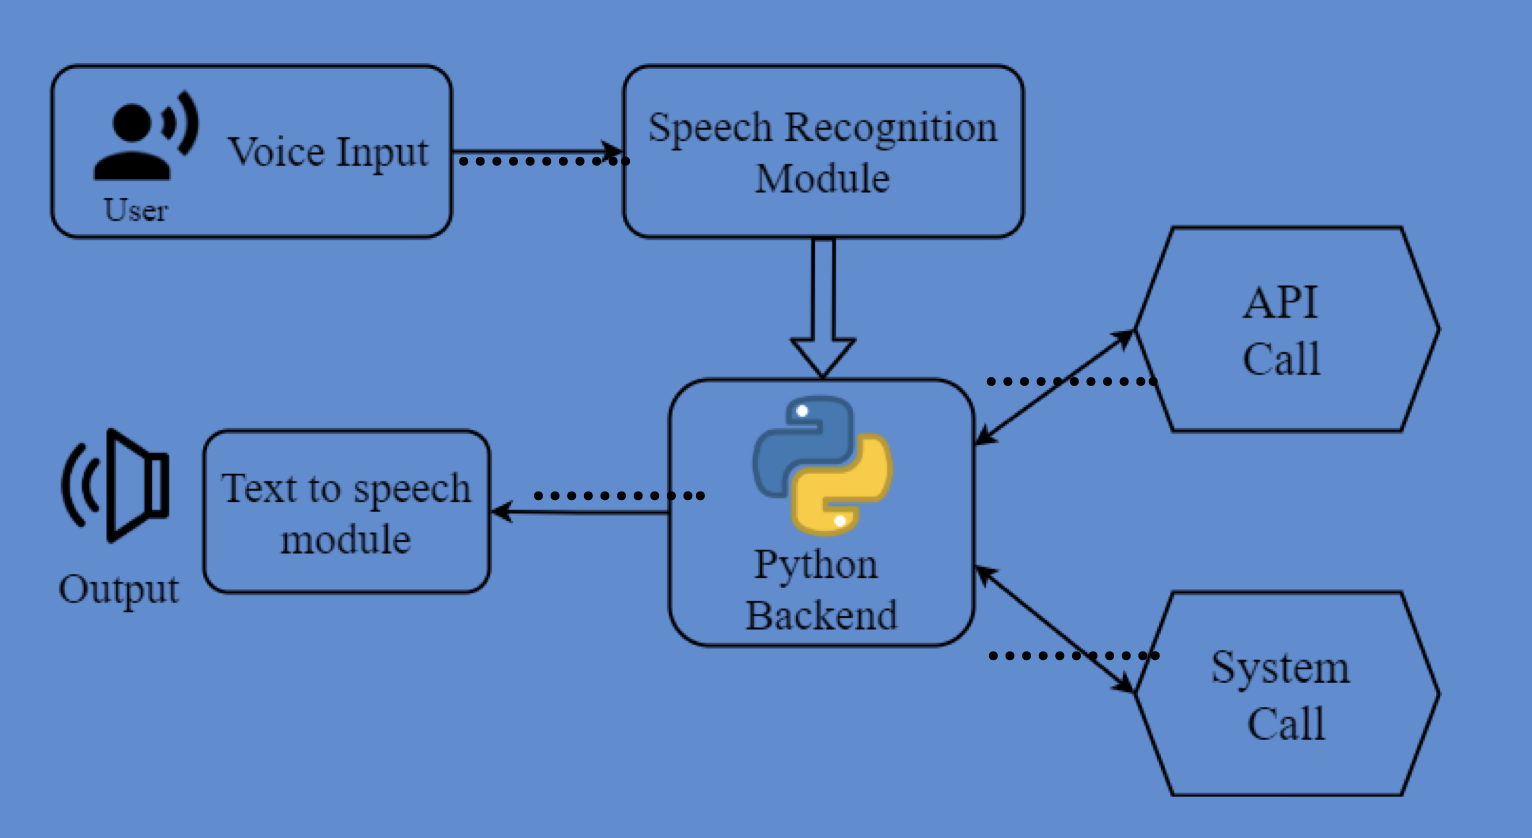 Voice Input
User
Speech Recognition
Module
API
Call
Text to speech
module
Output
Python
Backend
System
Call